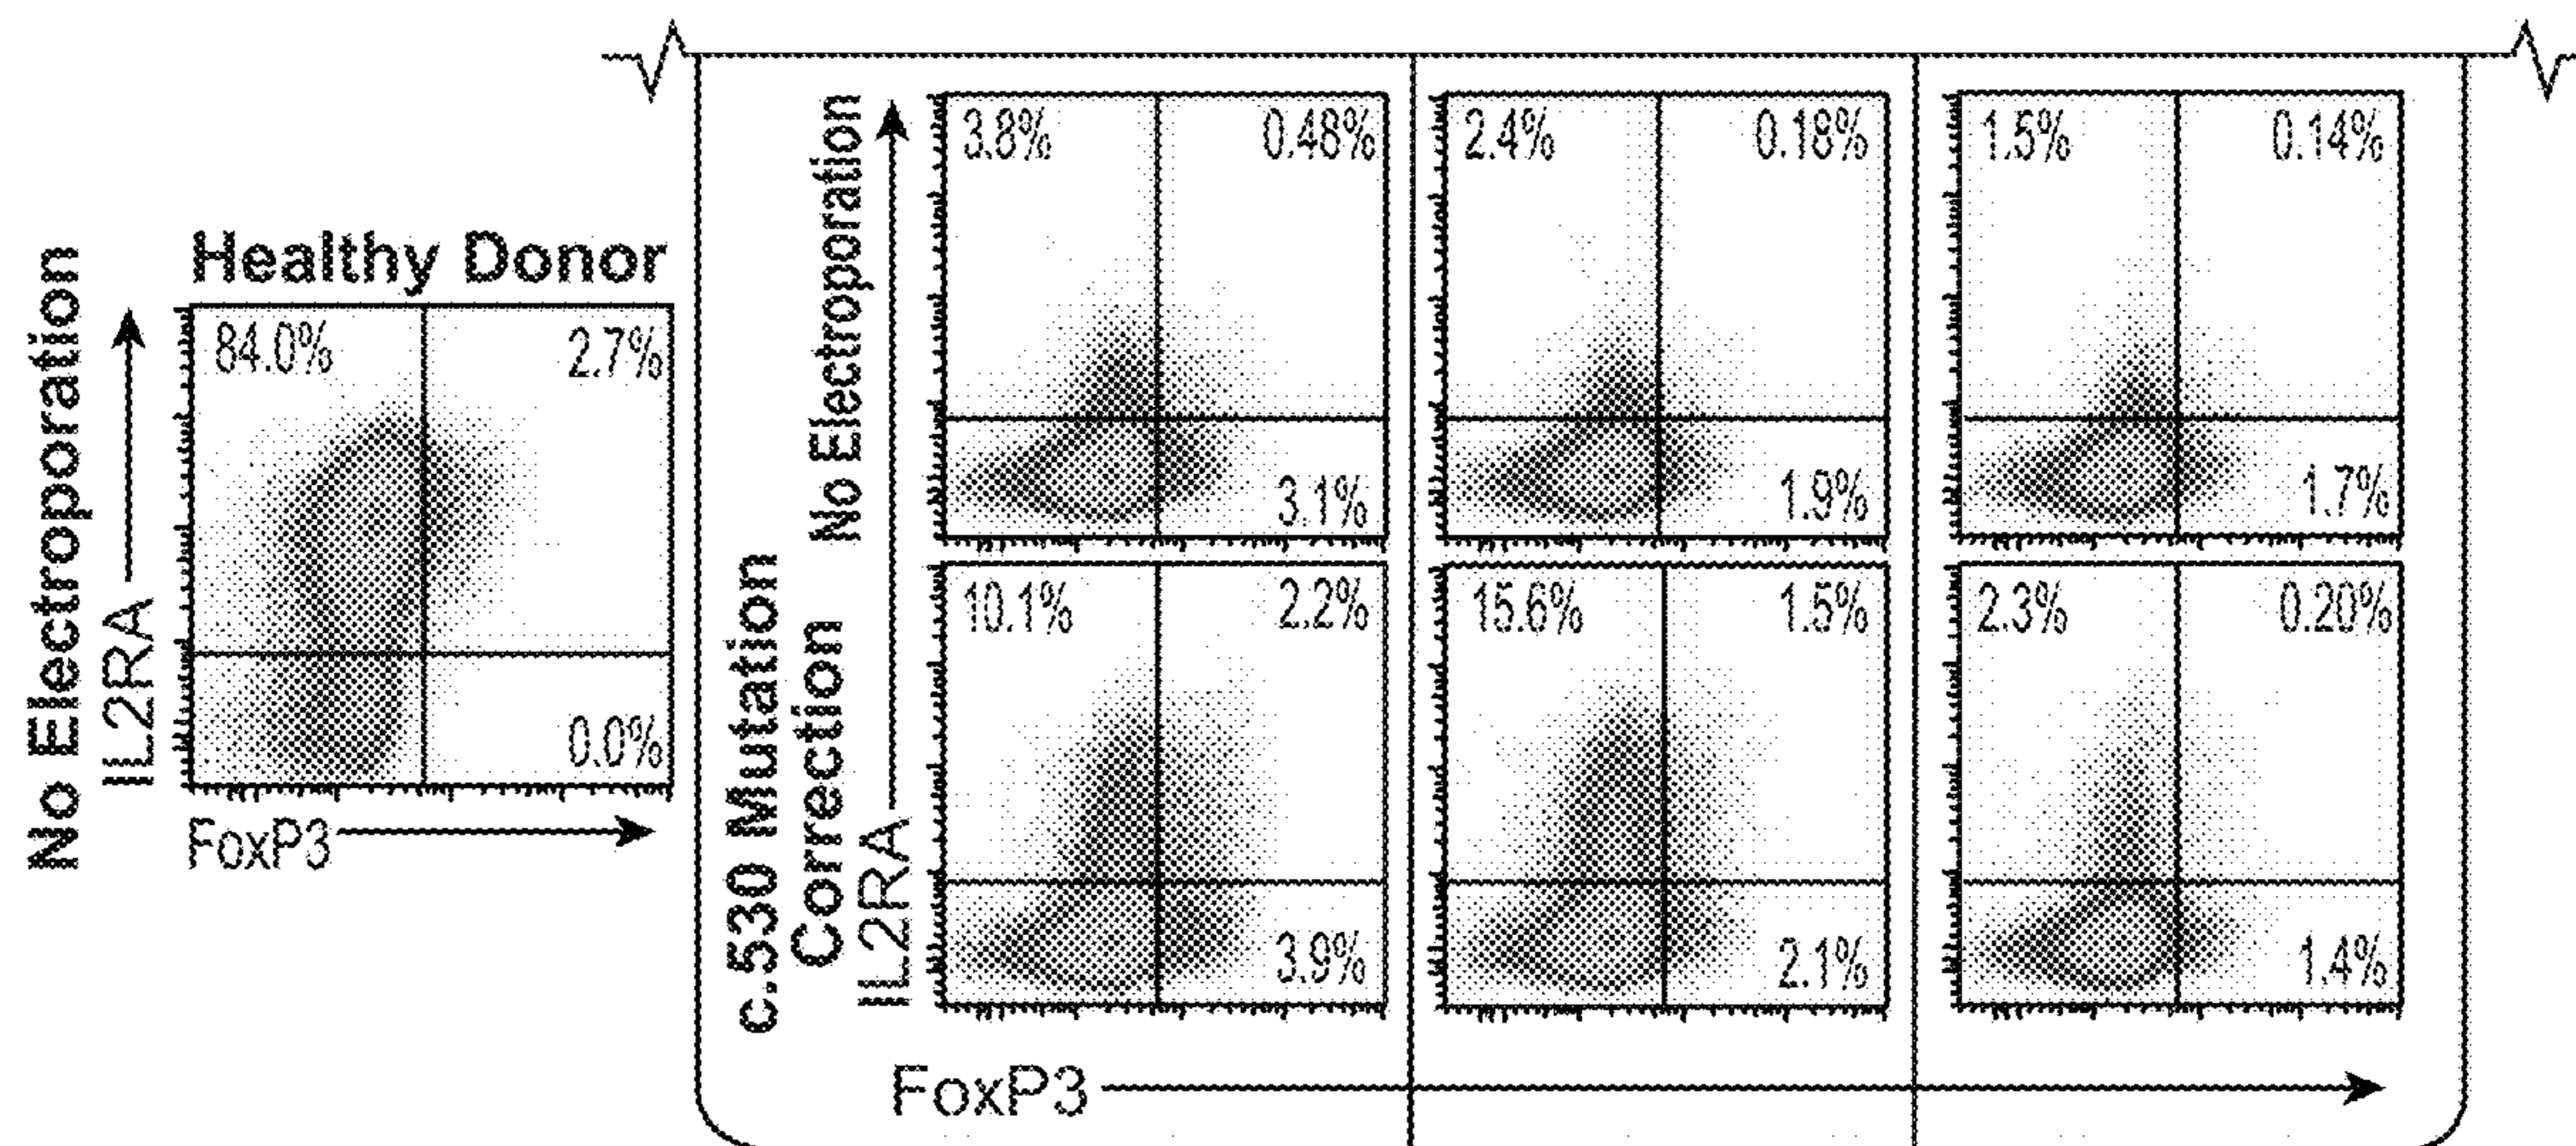 No Electroporation
IL2RA
Healthy Donor
84.0%
2.7%
0.0%
FoxP3
c.530 Mutation
Correction
No Electroporation
IL2RA
3.8%
0.48%
3.1%
2.4%
0.18%
1.9%
1.5%
0.14%
1.7%
10.1%
2.2%
3.9%
15.6%
1.5%
2.1%
2.3%
0.20%
1.4%
FoxP3